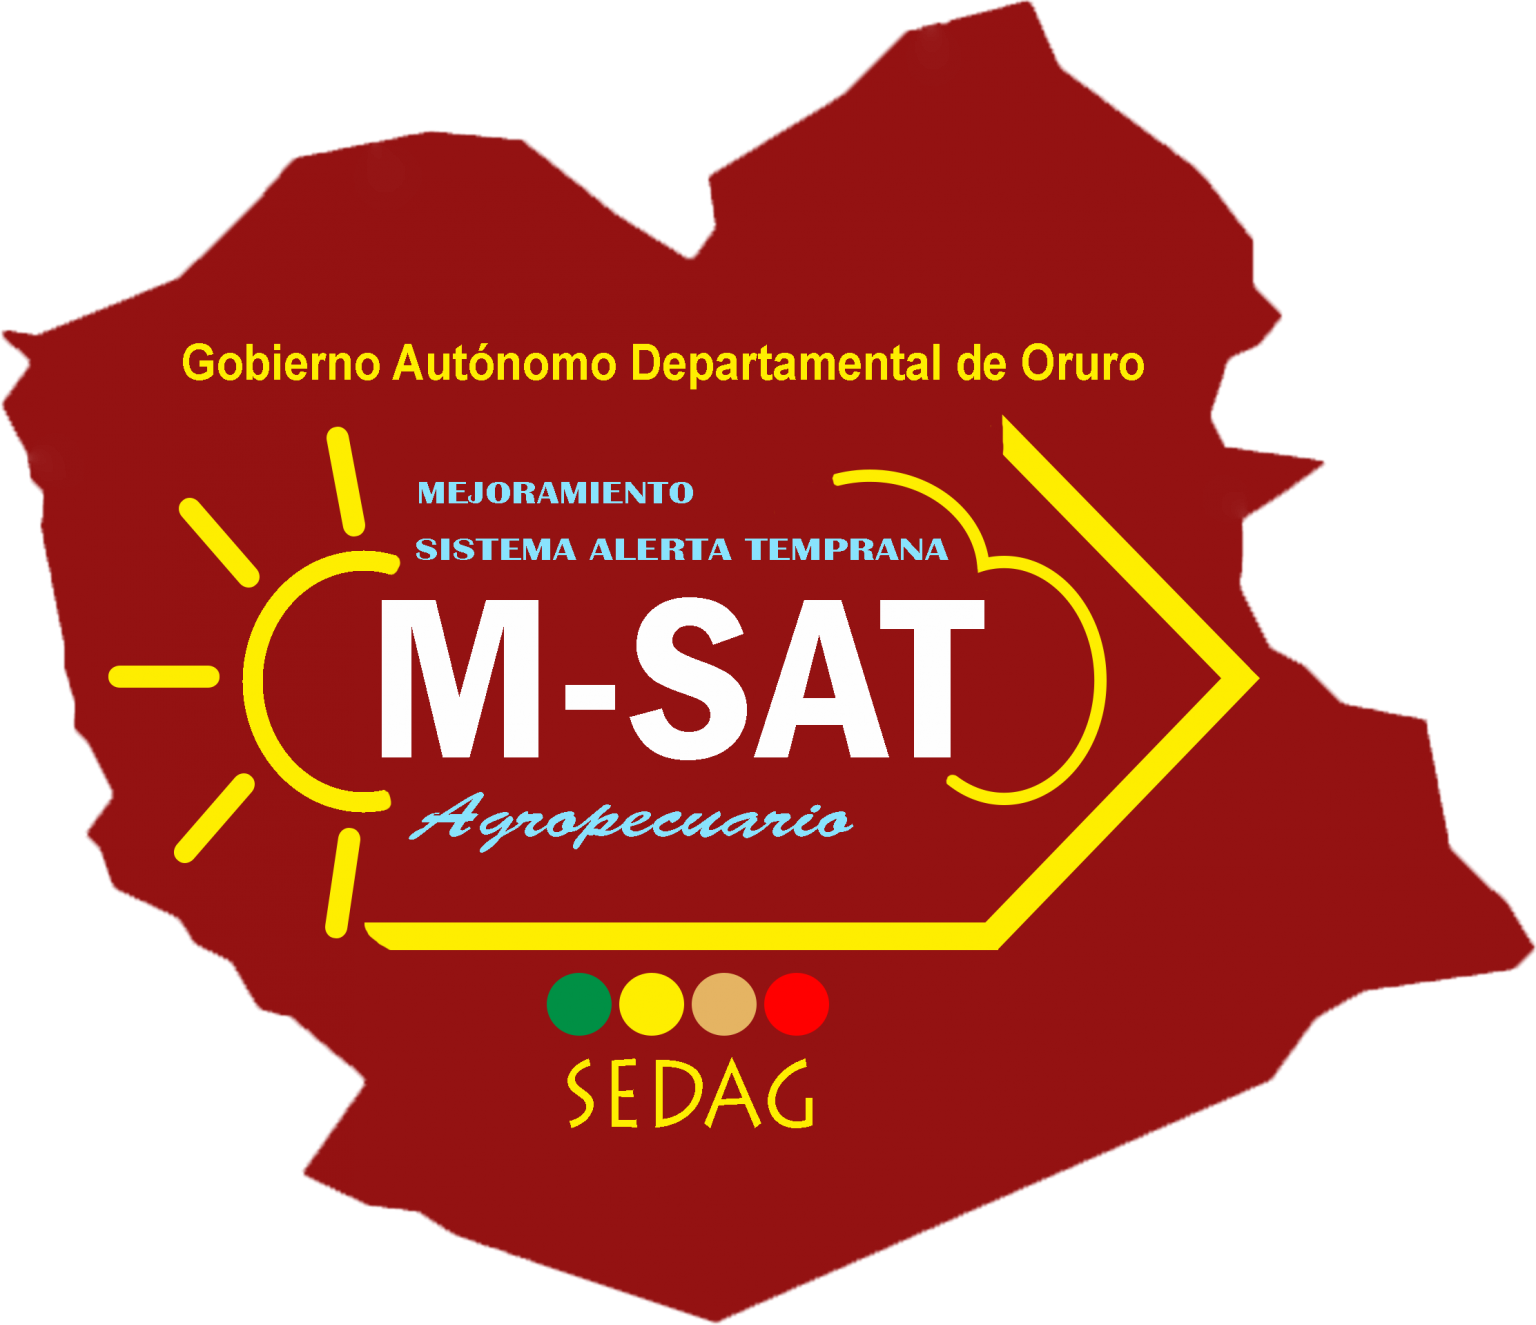 Gobierno Autónomo Departamental de Oruro
MEJORAMIENTO
SISTEMA ALERTA TEMPRANA
M-SAT
Agropecuario
SEDAG